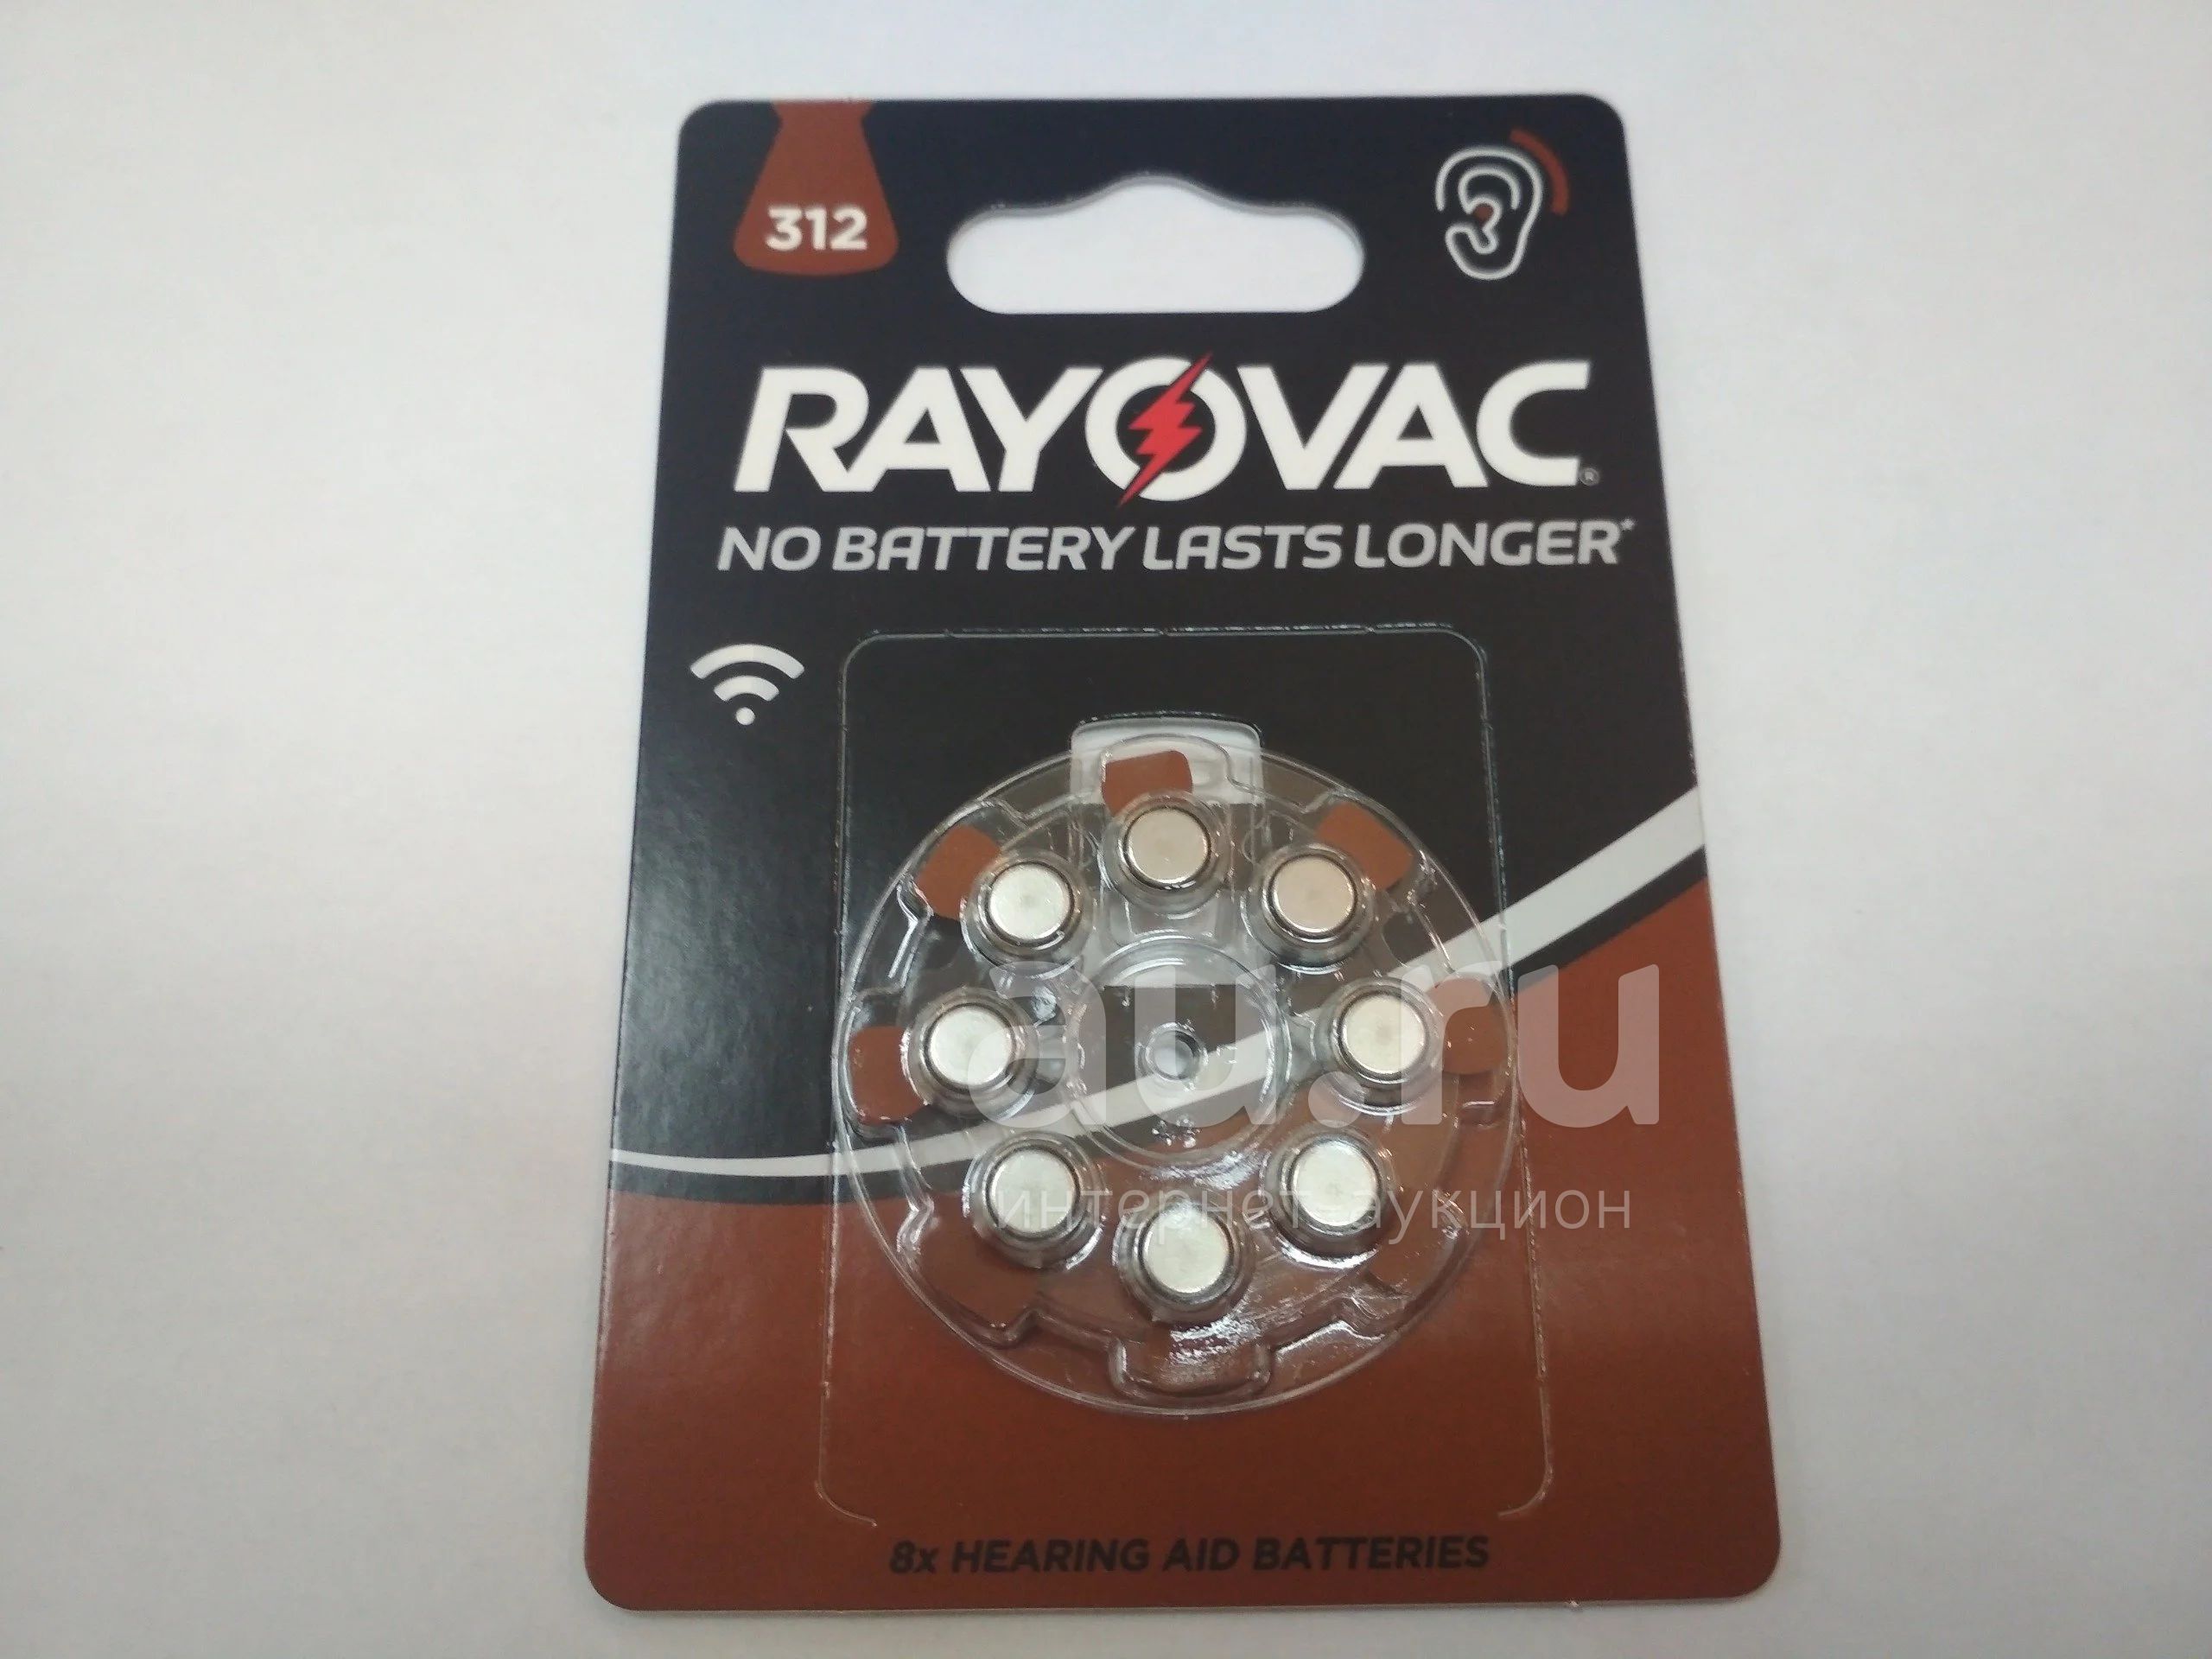 312
RAYOVAC®
NO BATTERY LASTS LONGER*
au.ru
интернет-аукцион
8x HEARING AID BATTERIES